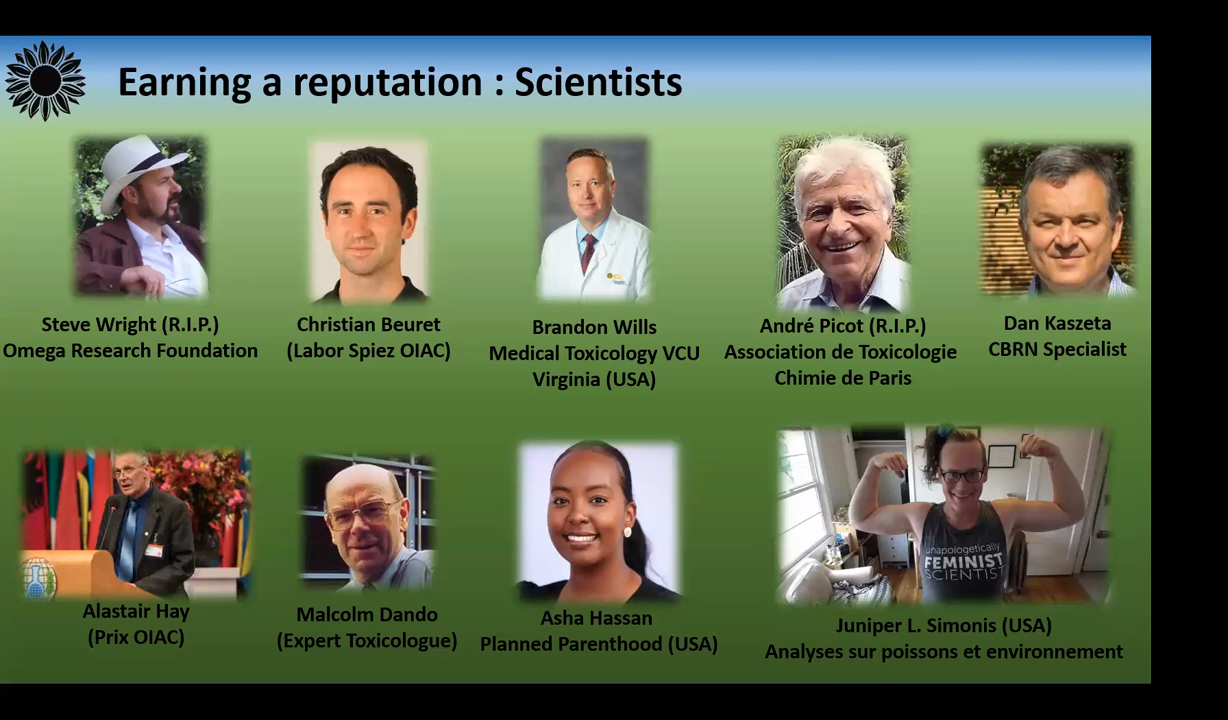 Earning a reputation : Scientists
Steve Wright (R.I.P.)
Omega Research Foundation
Christian Beuret
(Labor Spiez OIAC)
Brandon Wills
Medical Toxicology VCU
Virginia (USA)
André Picot (R.I.P.)
Association de Toxicologie
Chimie de Paris
Dan Kaszeta
CBRN Specialist
Alastair Hay
(Prix OIAC)
Malcolm Dando
(Expert Toxicologue)
Asha Hassan
Planned Parenthood (USA)
unapologetically
FEMINIST
SCIENTIST
Juniper L. Simonis (USA)
Analyses sur poissons et environnement